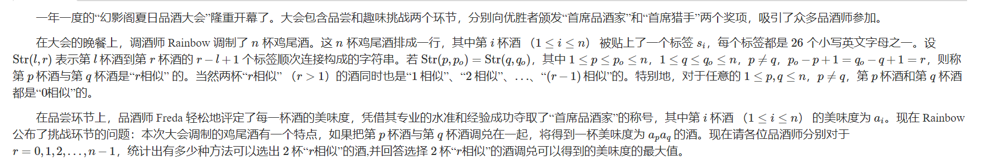 一年一度的“幻影阁夏日品酒大会”隆重开幕了。大会包含品尝和趣味挑战两个环节，分别向优胜者颁发“首席品酒家”和“首席猎手”两个奖项，吸引了众多品酒师参加。
在大会的晚餐上，调酒师 Rainbow 调制了 n 杯鸡尾酒。这 n 杯鸡尾酒排成一行，其中第 i 杯酒 （1 ≤ i ≤ n） 被贴上了一个标签 s_i，每个标签都是 26 个小写英文字母之一。设
Str(l, r) 表示第 l 杯酒到第 r 杯酒的 r − l + 1 个标签顺次连接构成的字符串。若 Str(p, p_o) = Str(q, q_o)，其中 1 ≤ p ≤ p_o ≤ n，1 ≤ q ≤ q_o ≤ n，p ≠ q，p_o − p + 1 = q_o − q + 1 = r，则称
第 p 杯酒与第 q 杯酒是“r相似” 的。当然两杯“r相似” （r > 1）的酒同时也是“1 相似”、“2 相似”、…、“(r − 1) 相似”的。特别地，对于任意的 1 ≤ p, q ≤ n，p ≠ q，第 p 杯酒和第 q 杯酒
都是“0相似”的。
在品尝环节上，品酒师 Freda 轻松地评定了每一杯酒的美味度，凭借其专业的水准和经验成功夺取了“首席品酒家”的称号，其中第 i 杯酒 （1 ≤ i ≤ n） 的美味度为 a_i。现在 Rainbow
公布了挑战环节的问题：本次大会调制的鸡尾酒有一个特点，如果把第 p 杯酒与第 q 杯酒调兑在一起，将得到一杯美味度为 a_p a_q 的酒。现在请各位品酒师分别对于
r = 0, 1, 2, …, n − 1，统计出有多少种方法可以选出 2 杯“r相似”的酒,并回答选择 2 杯“r相似”的酒调兑可以得到的美味度的最大值。